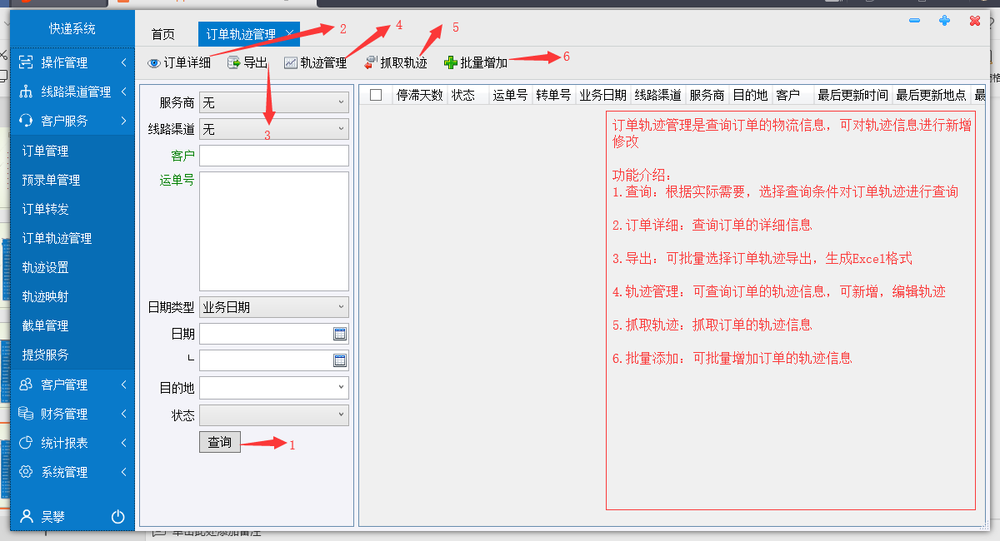 快递系统
操作管理
线路渠道管理
客户服务
订单管理
预录单管理
订单转发
订单轨迹管理
轨迹设置
轨迹映射
截单管理
提货服务
客户管理
财务管理
统计报表
系统管理
吴攀
首页
订单轨迹管理
2
4
5
订单详细
导出
轨迹管理
抓取轨迹
批量增加
6
服务商 无
线路渠道 无
3
客户
运单号
日期类型 业务日期
日期
目的地
状态
查询
1
停滞天数 状态 运单号 转单号 业务日期 线路渠道 服务商 目的地 客户 最后更新时间 最后更新地点 最
订单轨迹管理是查询订单的物流信息，可对轨迹信息进行新增
修改
功能介绍：
1.查询：根据实际需要，选择查询条件对订单轨迹进行查询
2.订单详细：查询订单的详细信息
3.导出：可批量选择订单轨迹导出，生成Excel格式
4.轨迹管理：可查询订单的轨迹信息，可新增，编辑轨迹
5.抓取轨迹：抓取订单的轨迹信息
6.批量添加：可批量增加订单的轨迹信息
单击此处添加备注